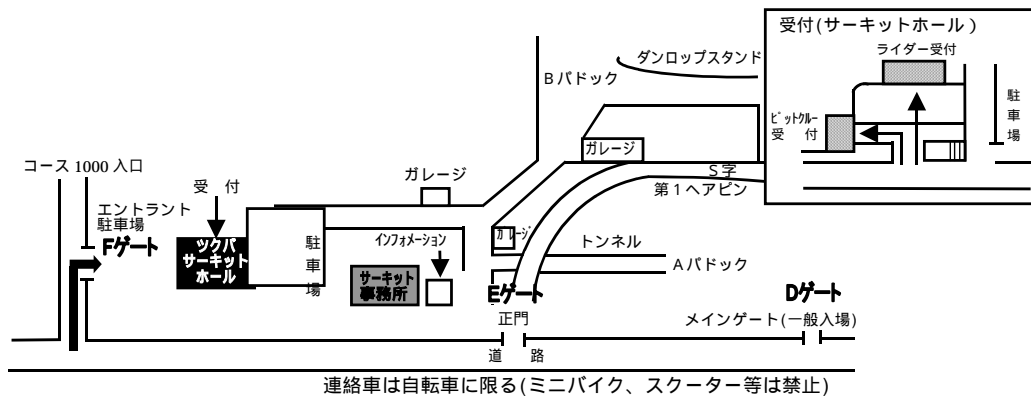 受付(サーキットホール)
ライダー受付
ピットクルー
受 付
駐
車
場
ダンロップスタンド
Bパドック
ガレージ
S字
第1ヘアピン
コース 1000 入口
受 付
ガレージ
エントラント
駐車場
Fゲート
ツクバ
サーキット
ホール
駐
車
場
インフォメーション
サーキット
事務所
ガレージ
トンネル
Aパドック
Eゲート
正門
Dゲート
メインゲート(一般入場)
道 路
連絡車は自転車に限る(ミニバイク、スクーター等は禁止)